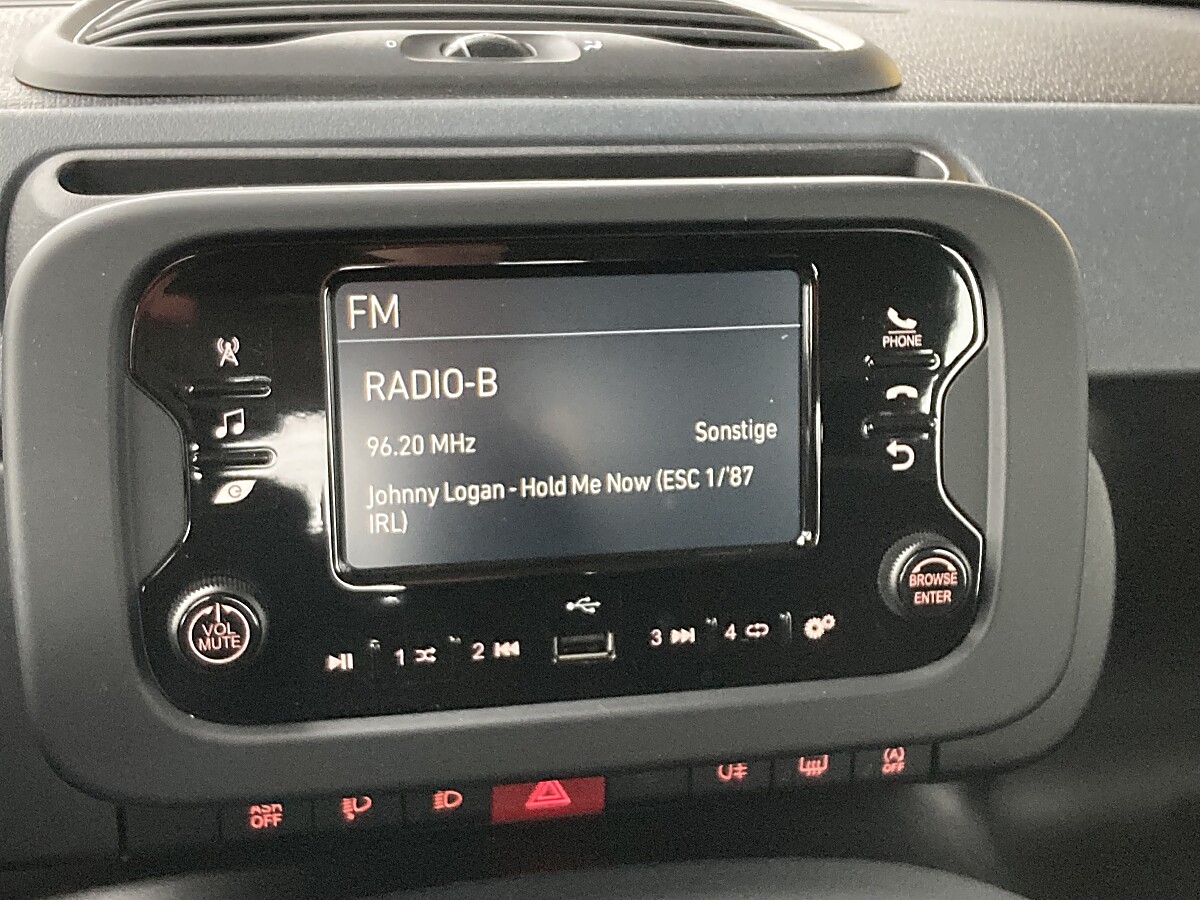 FM
RADIO-B
96.20 MHz
Sonstige
Johnny Logan - Hold Me Now (ESC 1/'87
IRL)
PHONE
VOL
MUTE
BROWSE
ENTER
1
2
3
4
ASR
OFF
(A)
OFF